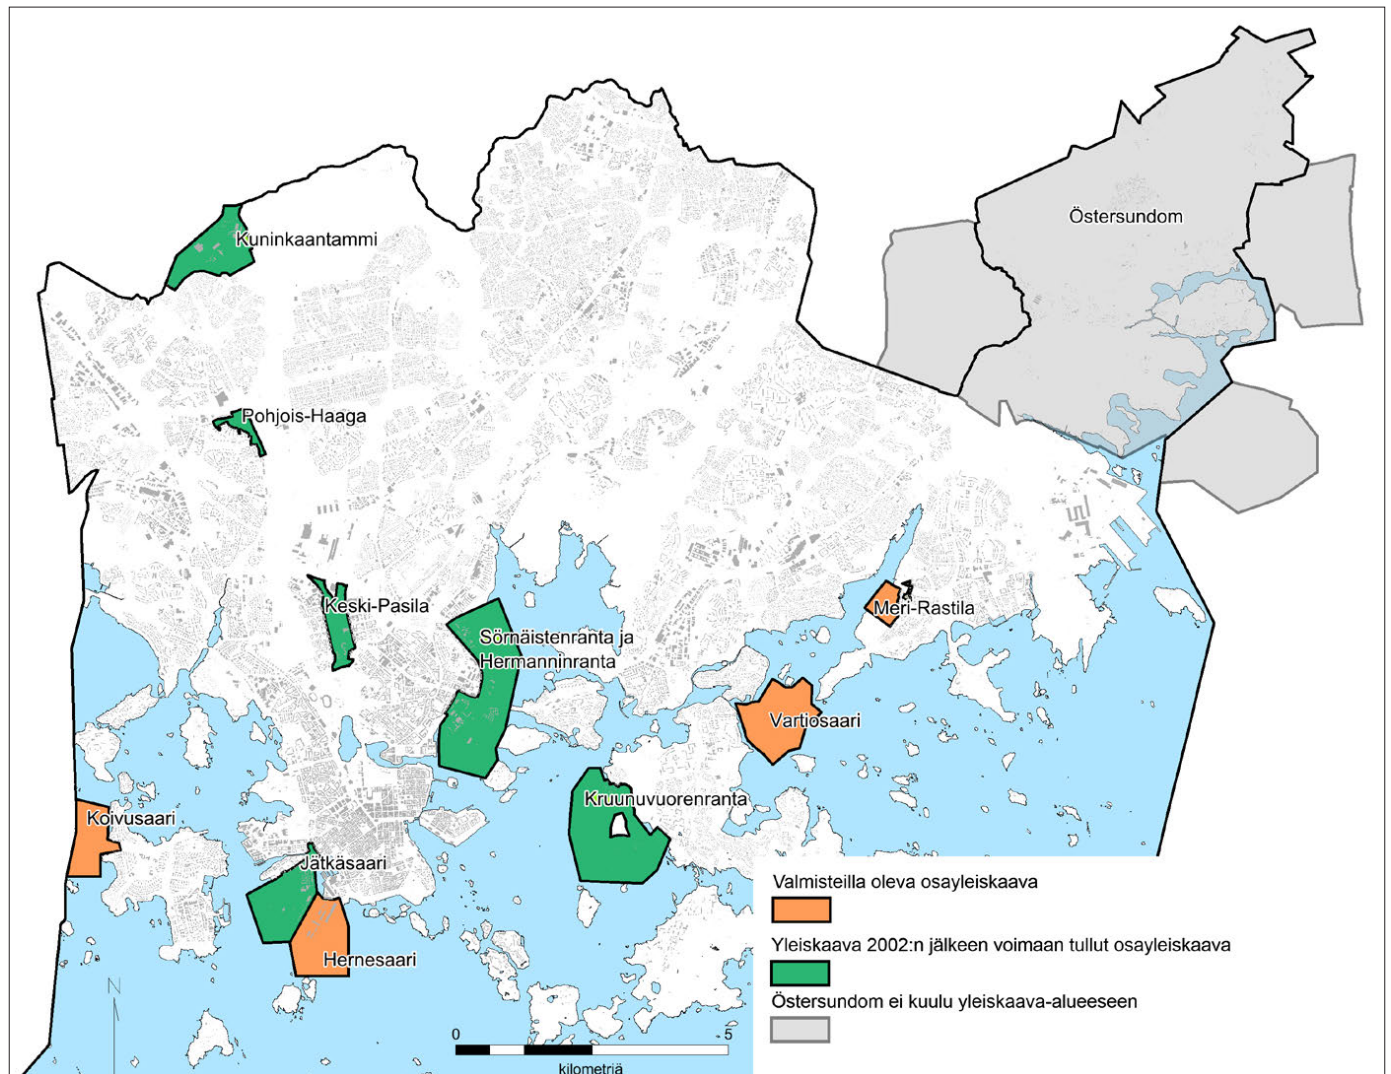 Östersundom
Kuninkaantammi
Pohjois-Haaga
Keski-Pasila
Meri-Rastila
Sörnäistenranta ja
Hermanninranta
Vartiosaari
Kruunuvuorenranta
Koivusaari
Jätkäsaari
Hernesaari
Valmisteilla oleva osayleiskaava
Yleiskaava 2002:n jälkeen voimaan tullut osayleiskaava
Östersundom ei kuulu yleiskaava-alueeseen
N
0 5
kilometriä